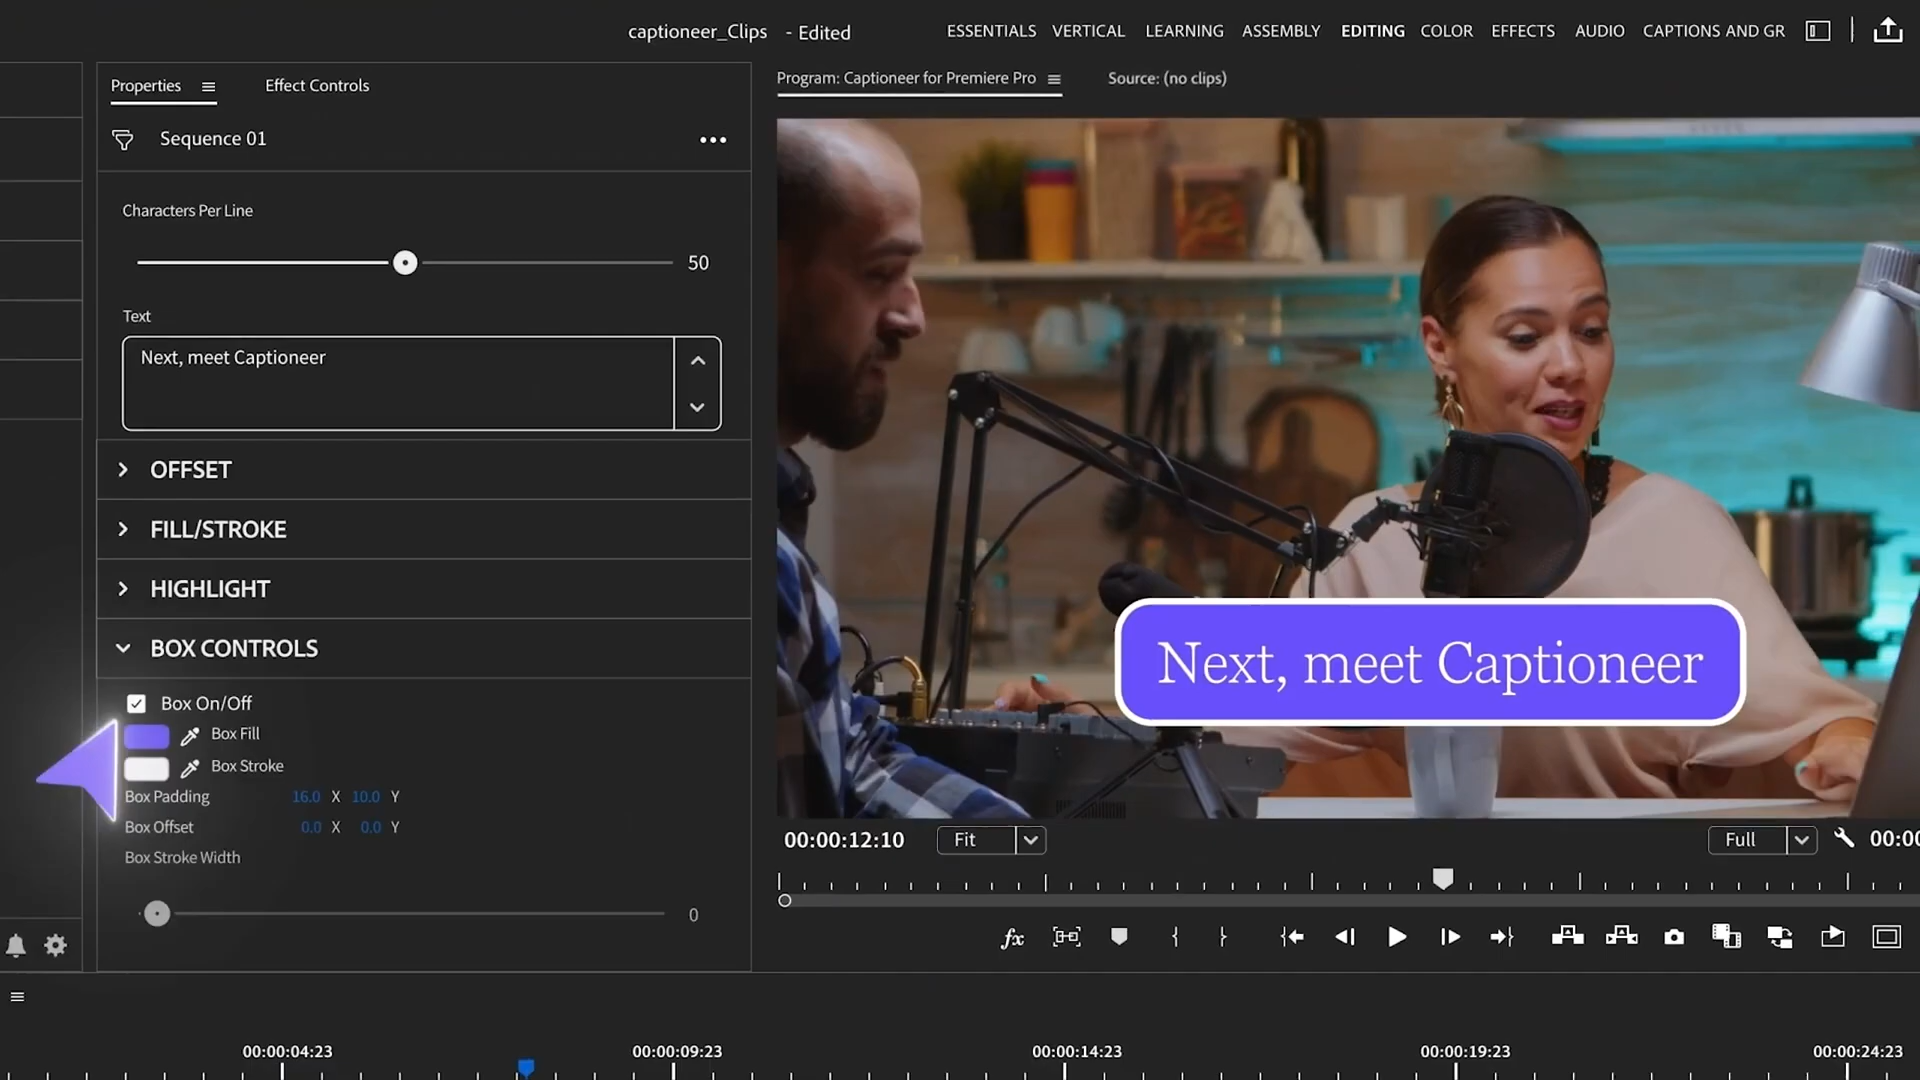 captioneer_Clips - Edited
ESSENTIALS VERTICAL LEARNING ASSEMBLY EDITING COLOR EFFECTS AUDIO CAPTIONS AND GR
Properties Effect Controls
Sequence 01
Characters Per Line
50
Text
Next, meet Captioneer
OFFSET
FILL/STROKE
HIGHLIGHT
BOX CONTROLS
Box On/Off
Box Fill
Box Stroke
Box Padding 16.0 X 10.0 Y
Box Offset 0.0 X 0.0 Y
Box Stroke Width
0
Program: Captioneer for Premiere Pro Source: (no clips)
Next, meet Captioneer
00:00:12:10 Fit Full 00:00
fx
00:00:04:23 00:00:09:23 00:00:14:23 00:00:19:23 00:00:24:23